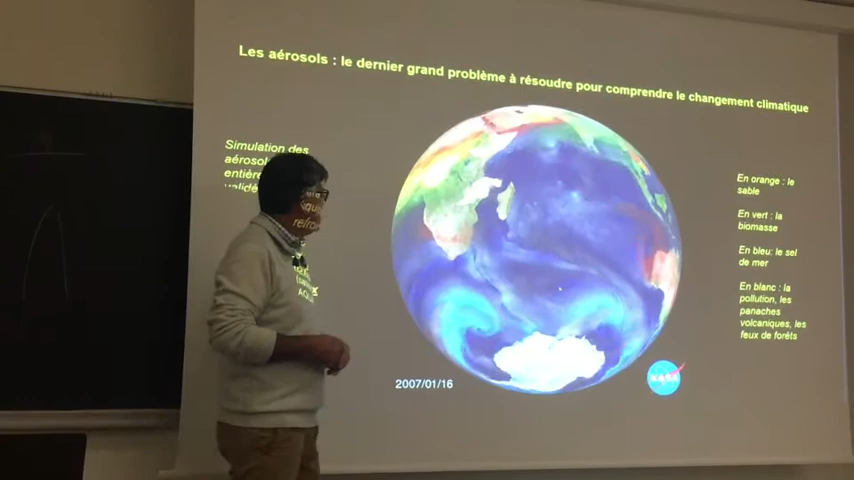 Les aérosols : le dernier grand problème à résoudre pour comprendre le changement climatique
Simulation des
aérosols
entière
validé
En orange : le
sable
En vert : la
biomasse
En bleu: le sel
de mer
En blanc : la
pollution, les
panaches
volcaniques, les
feux de forêts
2007/01/16
NASA